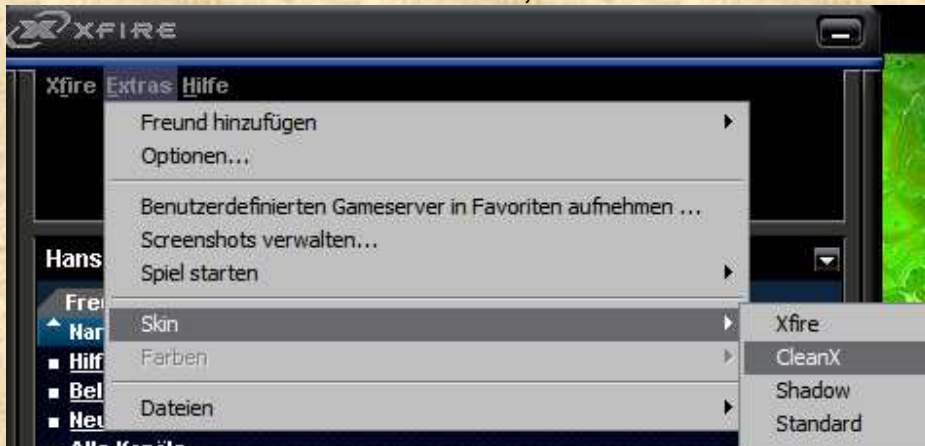 XFIRE
Xfire Extras Hilfe
Freund hinzufügen
Optionen...
Benutzerdefinierten Gameserver in Favoriten aufnehmen ...
Screenshots verwalten...
Spiel starten
Hans
Skin
Farben
Dateien
Xfire
CleanX
Shadow
Standard